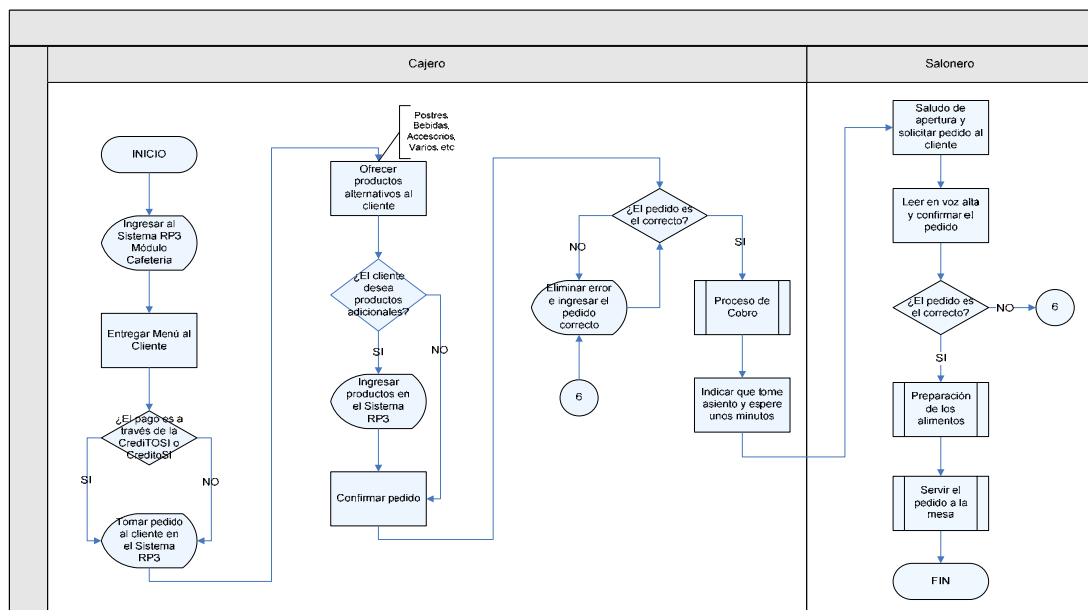 Cajero
Salonero
INICIO
Ingresar al
Sistema RP3
Módulo
Cafetería
Entregar Menú al
Cliente
¿El pago es a
través de la
CrediTOSI o
CreditoSI
SI
NO
Tomar pedido
al cliente en
el Sistema
RP3
Postres,
Bebidas,
Accesorios,
Varios, etc
Ofrecer
productos
alternativos al
cliente
¿El cliente
desea
productos
adicionales?
SI
NO
Ingresar
productos en
el Sistema
RP3
Confirmar pedido
¿El pedido es
el correcto?
NO
SI
Eliminar error
e ingresar el
pedido
correcto
6
Proceso de
Cobro
Indicar que tome
asiento y espere
unos minutos
Saludo de
apertura y
solicitar pedido al
cliente
Leer en voz alta
y confirmar el
pedido
¿El pedido es
el correcto?
NO
6
SI
Preparación
de los
alimentos
Servir el
pedido a la
mesa
FIN